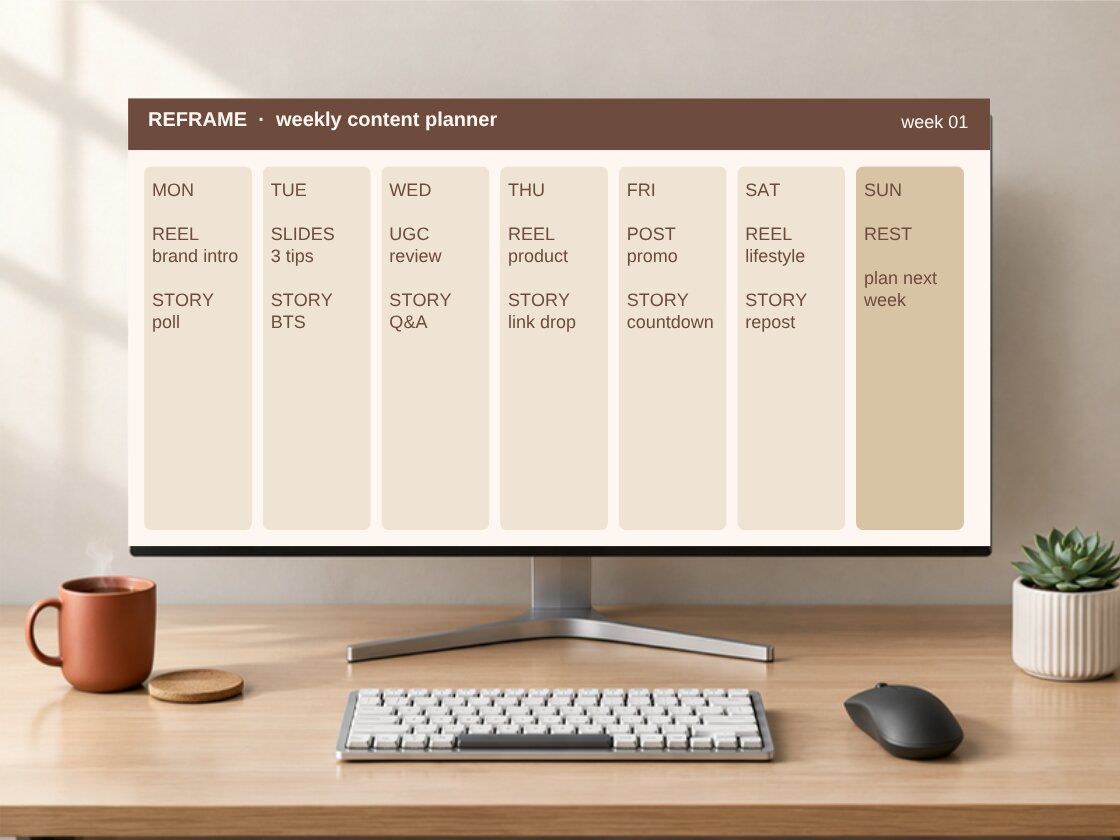 REFRAME · weekly content planner
week 01
MON
REEL
brand intro
STORY
poll
TUE
SLIDES
3 tips
STORY
BTS
WED
UGC
review
STORY
Q&A
THU
REEL
product
STORY
link drop
FRI
POST
promo
STORY
countdown
SAT
REEL
lifestyle
STORY
repost
SUN
REST
plan next
week